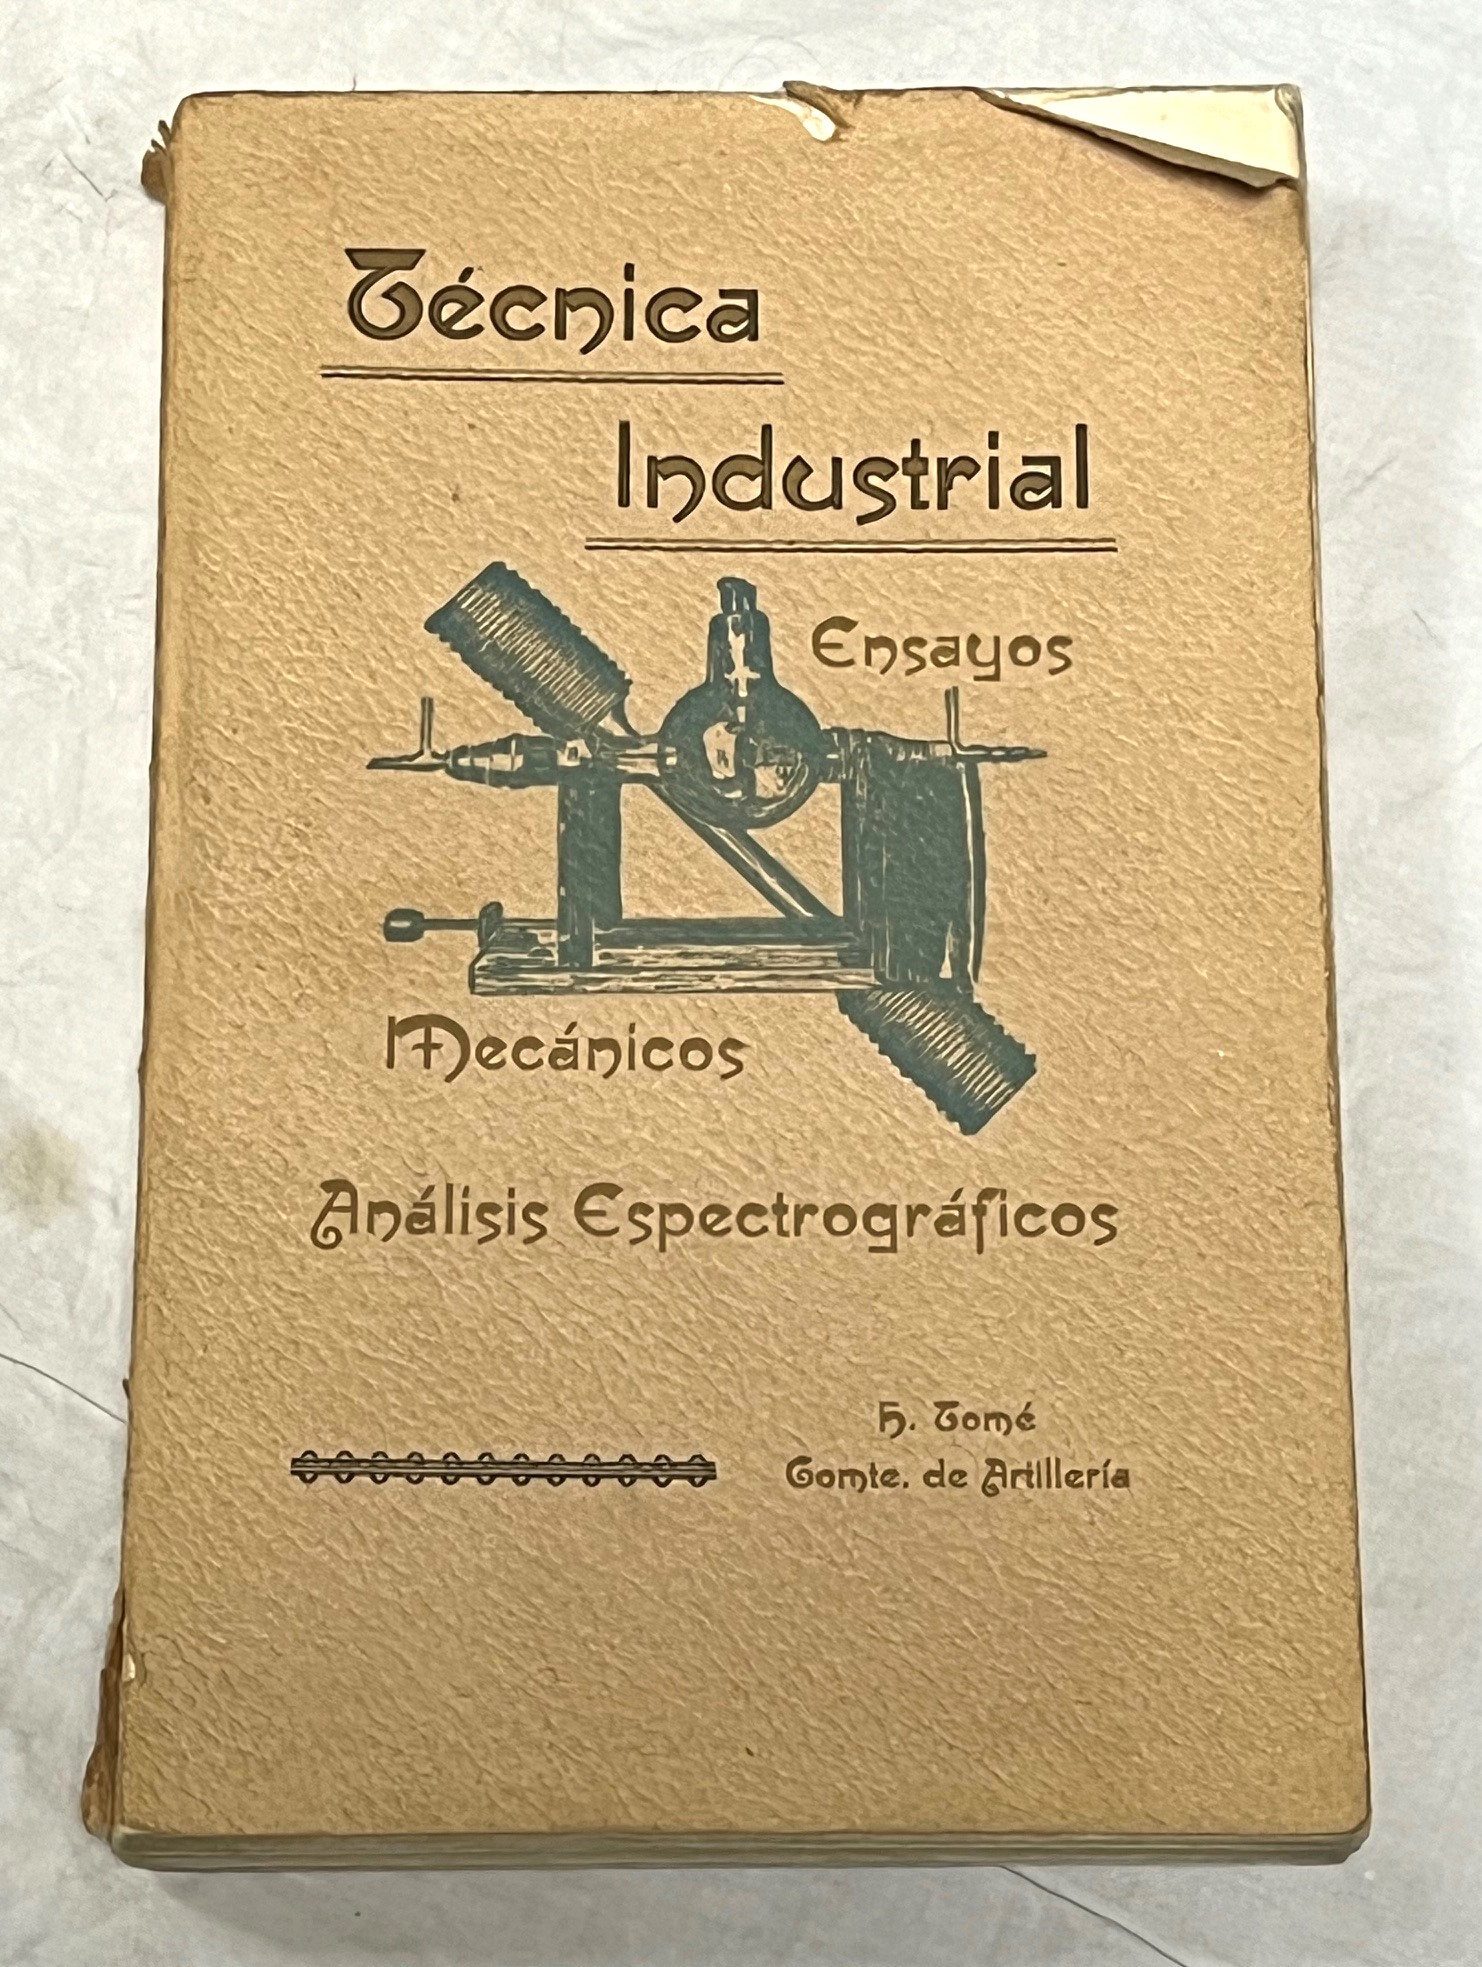 Técnica
Industrial
Ensayos
Mecánicos
Análisis Espectrográficos
H. Tomé
Comte. de Artillería